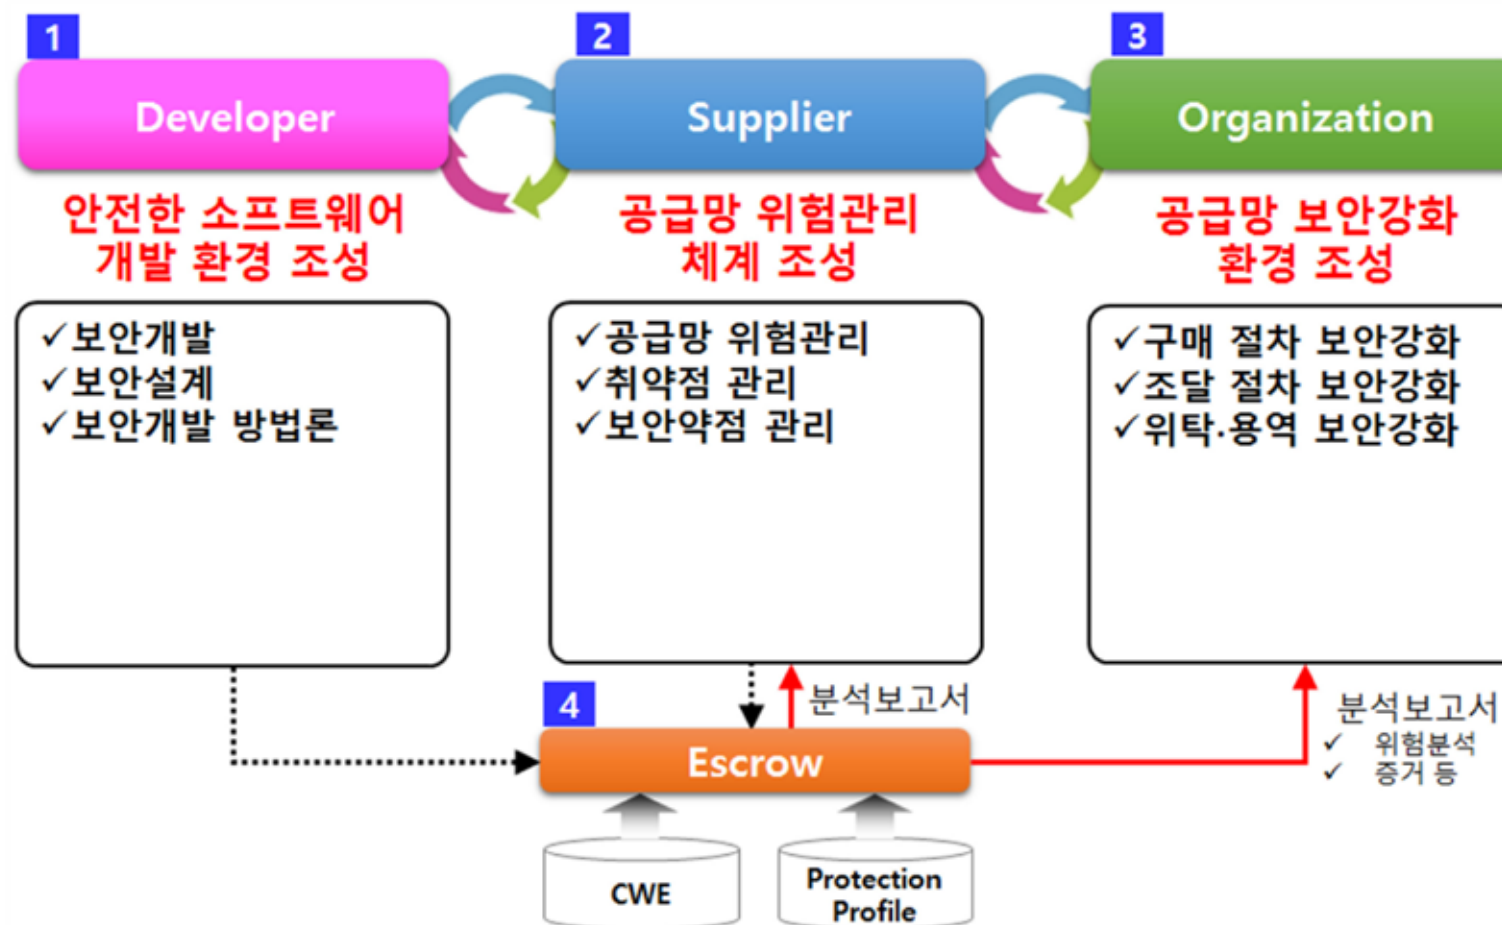 1
Developer
안전한 소프트웨어
개발 환경 조성
✓보안개발
✓보안설계
✓보안개발 방법론
2
Supplier
공급망 위험관리
체계 조성
✓공급망 위험관리
✓취약점 관리
✓보안약점 관리
3
Organization
공급망 보안강화
환경 조성
✓구매 절차 보안강화
✓조달 절차 보안강화
✓위탁·용역 보안강화
4
Escrow
분석보고서
분석보고서
✓ 위험분석
✓ 증거 등
CWE
Protection
Profile